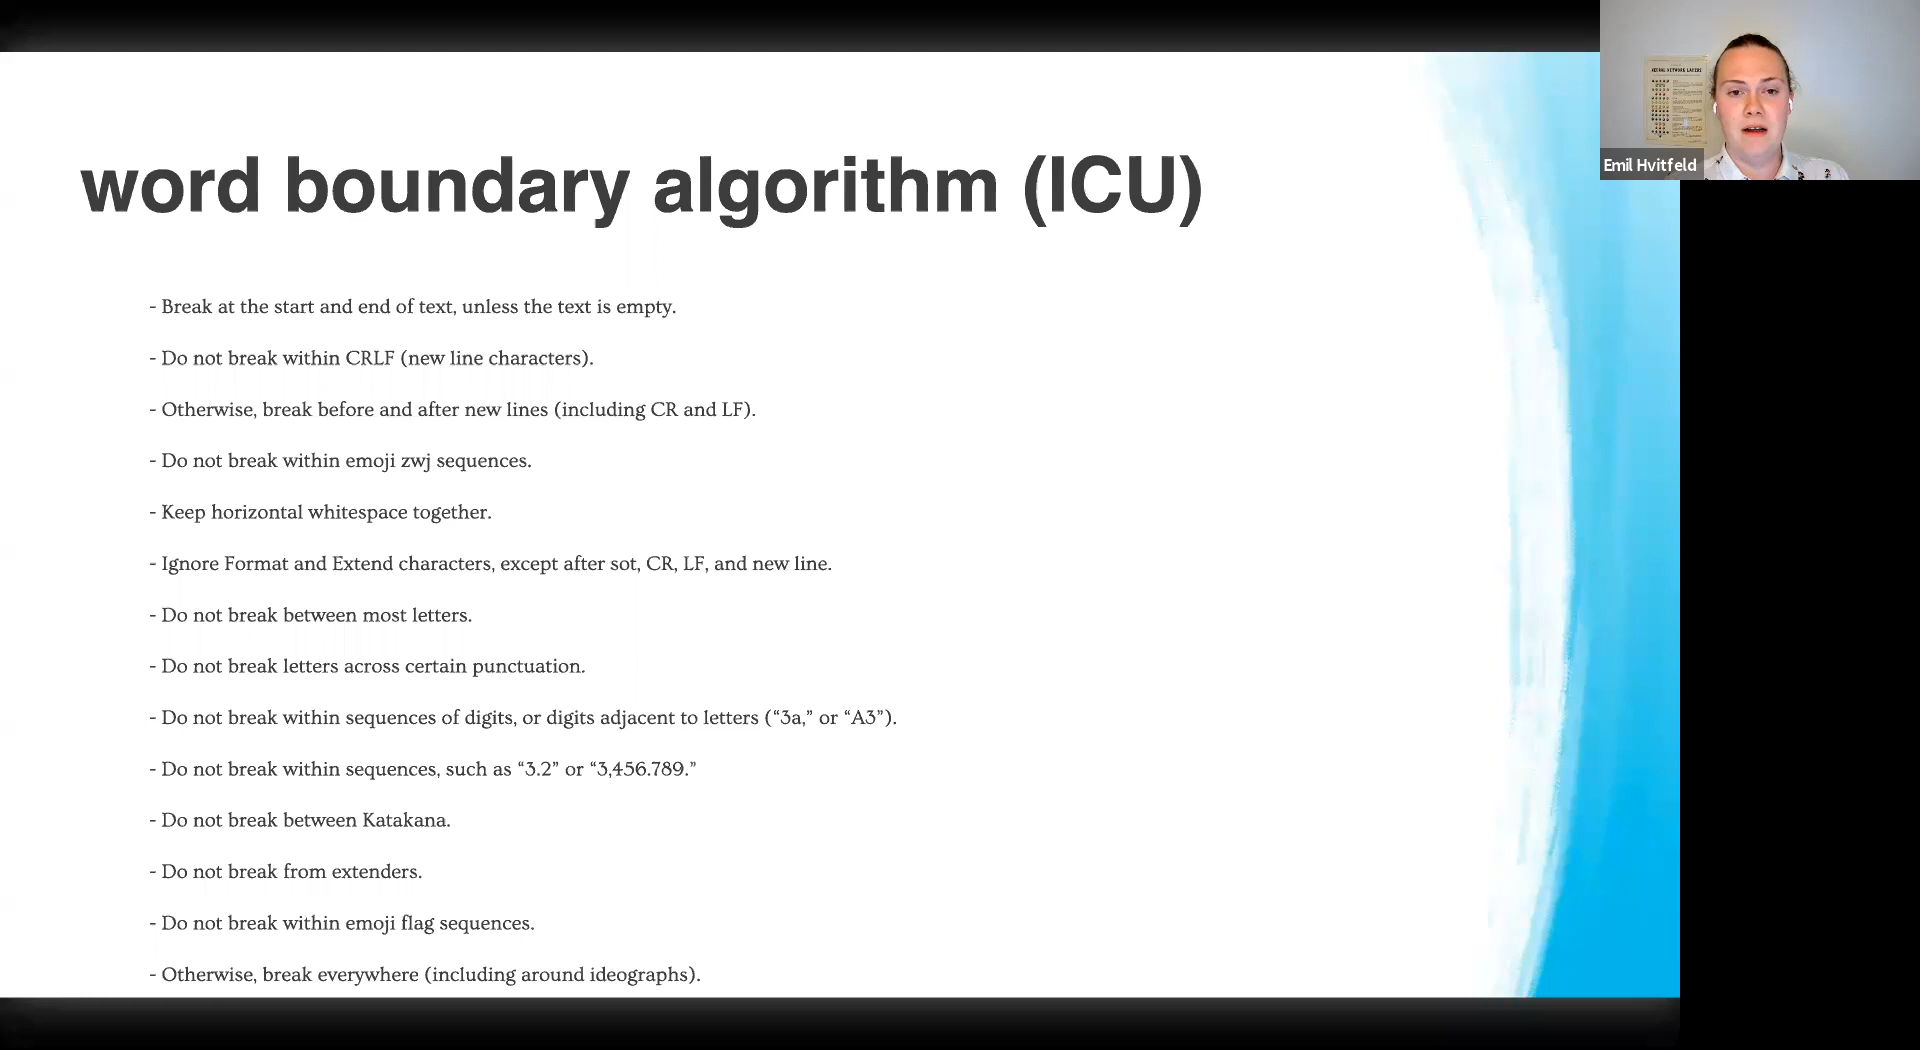 word boundary algorithm (ICU)
- Break at the start and end of text, unless the text is empty.
- Do not break within CRLF (new line characters).
- Otherwise, break before and after new lines (including CR and LF).
- Do not break within emoji zwj sequences.
- Keep horizontal whitespace together.
- Ignore Format and Extend characters, except after sot, CR, LF, and new line.
- Do not break between most letters.
- Do not break letters across certain punctuation.
- Do not break within sequences of digits, or digits adjacent to letters (“3a,” or “A3”).
- Do not break within sequences, such as “3.2” or “3,456.789.”
- Do not break between Katakana.
- Do not break from extenders.
- Do not break within emoji flag sequences.
- Otherwise, break everywhere (including around ideographs).
NEURAL NETWORK LAYERS
Emil Hvitfeld